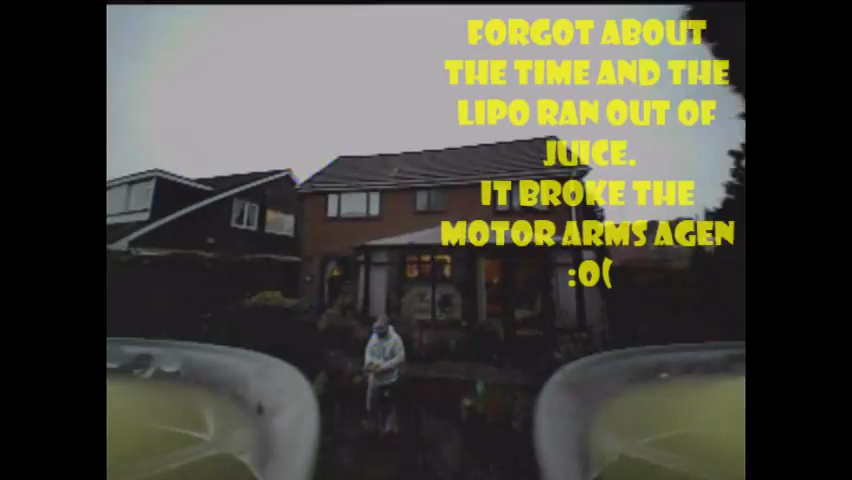 FORGOT ABOUT
THE TIME AND THE
LIPO RAN OUT OF
JUICE.
IT BROKE THE
MOTOR ARMS AGEN
:O(